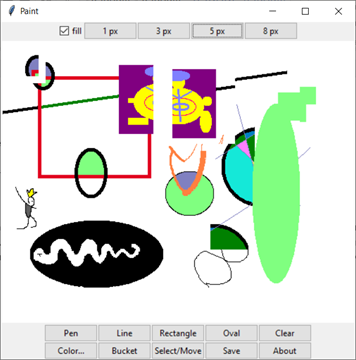 Paint
fill 1 px 3 px 5 px 8 px
Pen Line Rectangle Oval Clear
Color... Bucket Select/Move Save About